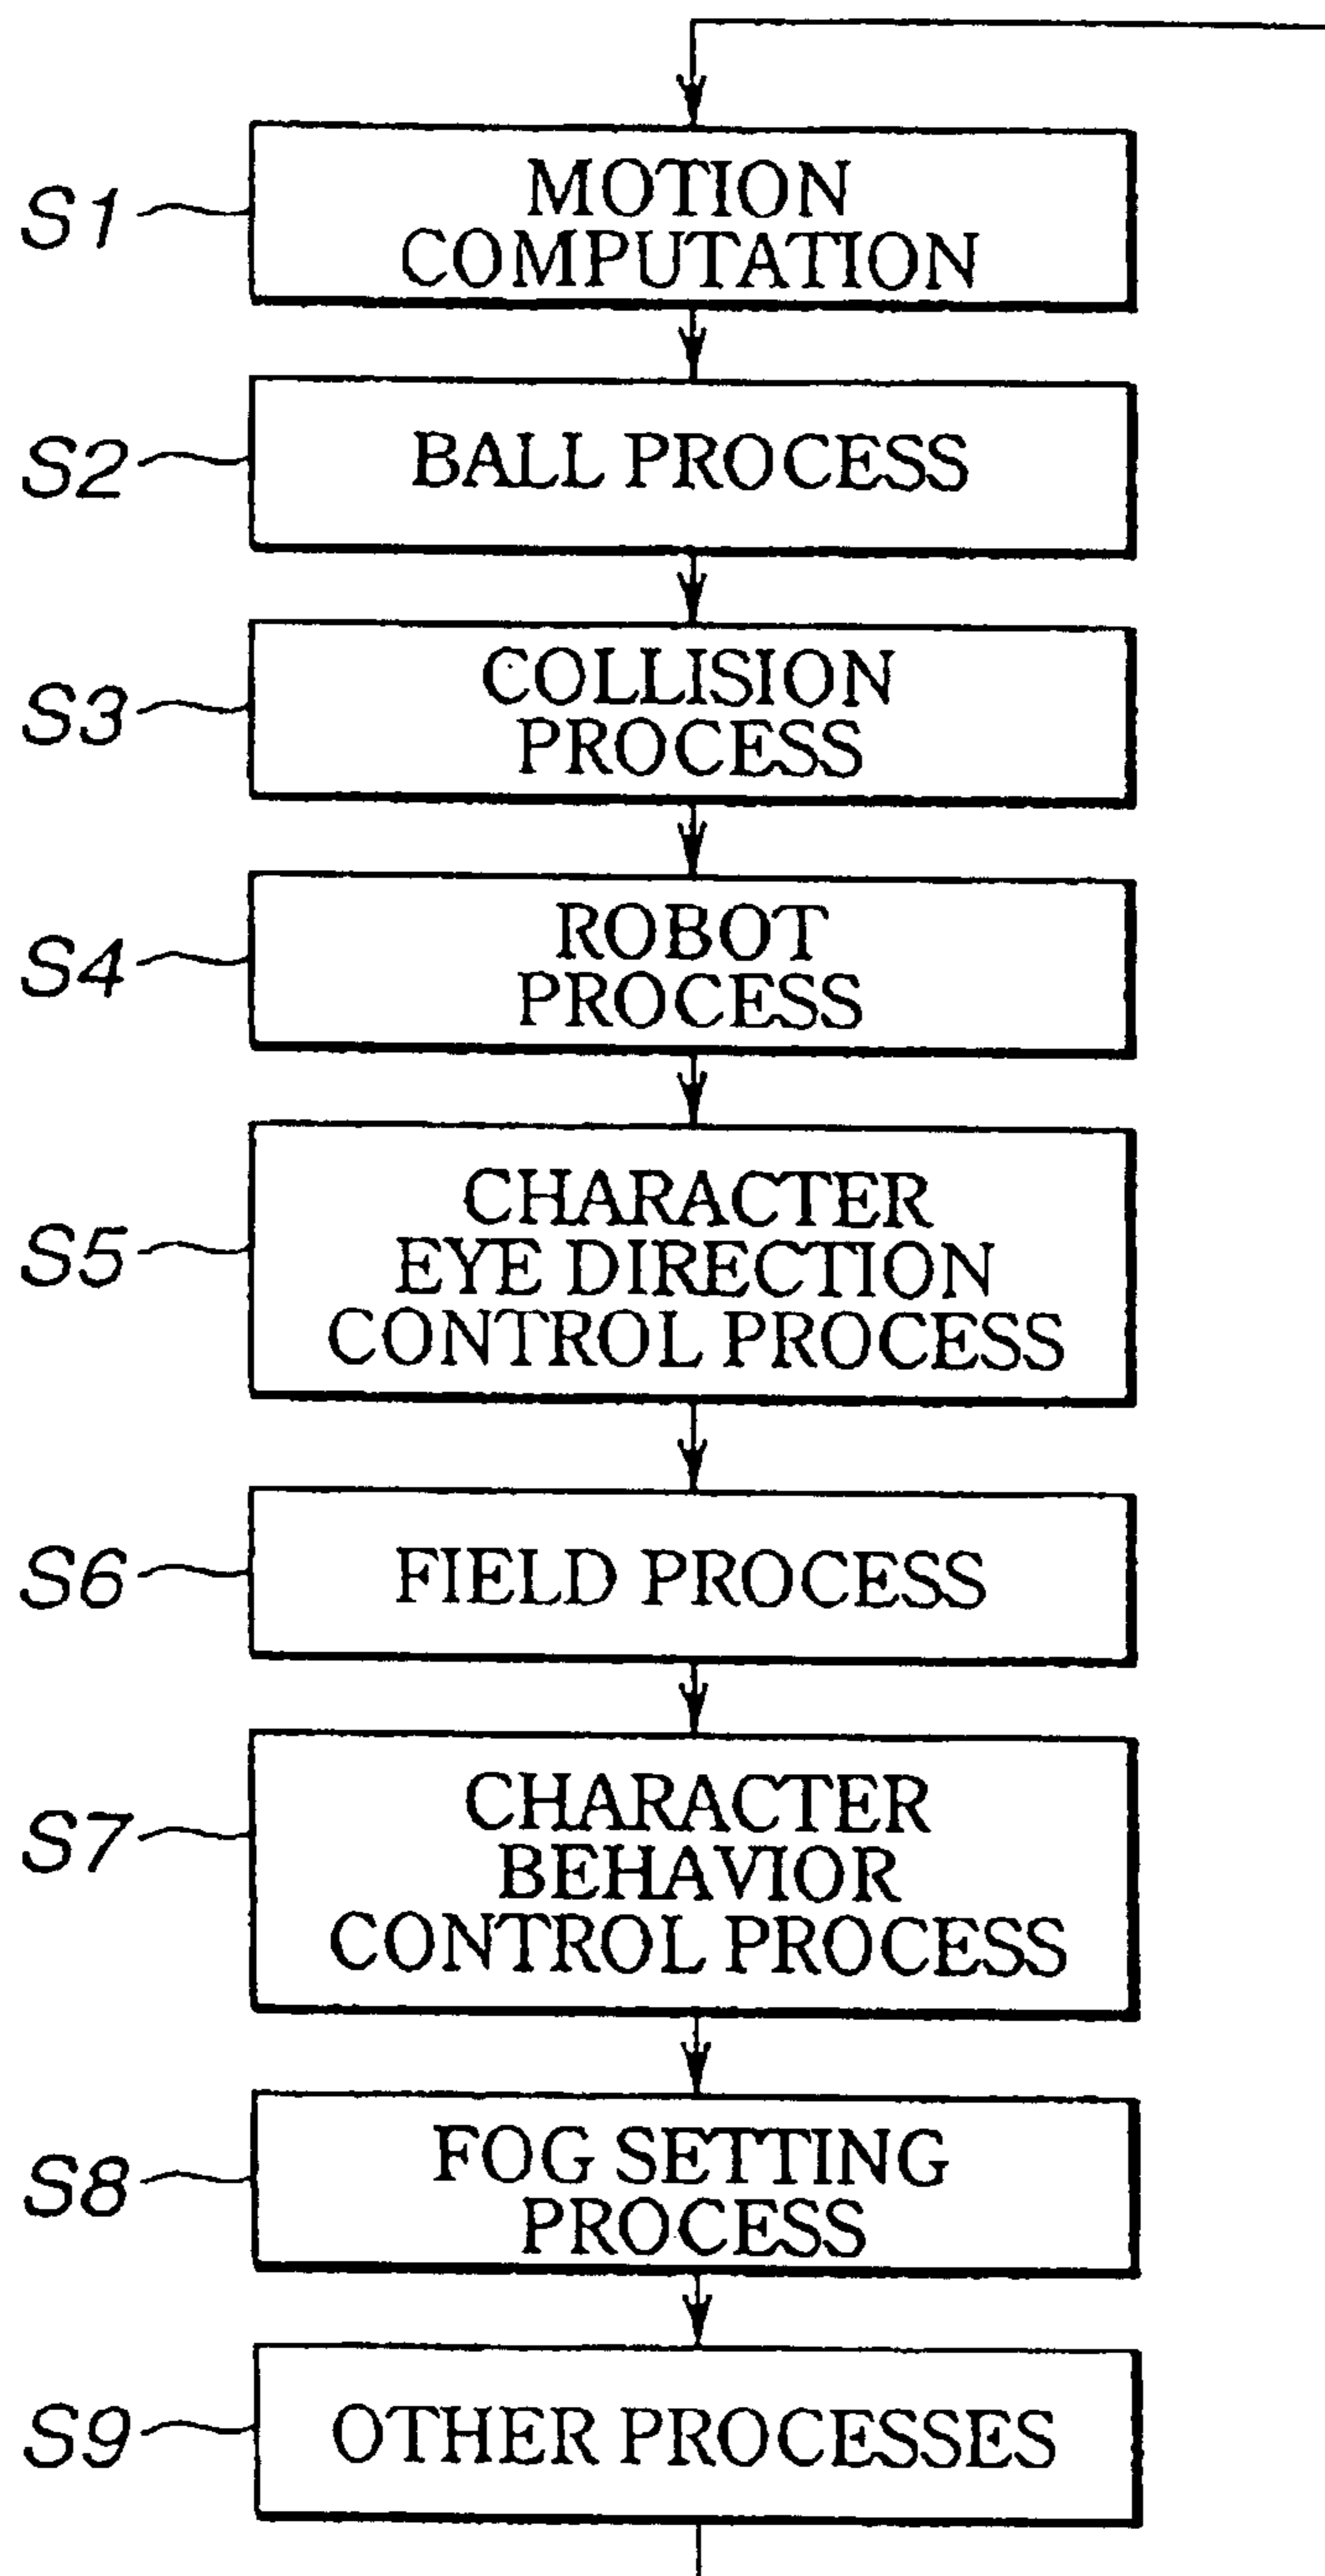 S1
MOTION
COMPUTATION
S2
BALL PROCESS
S3
COLLISION
PROCESS
S4
ROBOT
PROCESS
S5
CHARACTER
EYE DIRECTION
CONTROL PROCESS
S6
FIELD PROCESS
S7
CHARACTER
BEHAVIOR
CONTROL PROCESS
S8
FOG SETTING
PROCESS
S9
OTHER PROCESSES